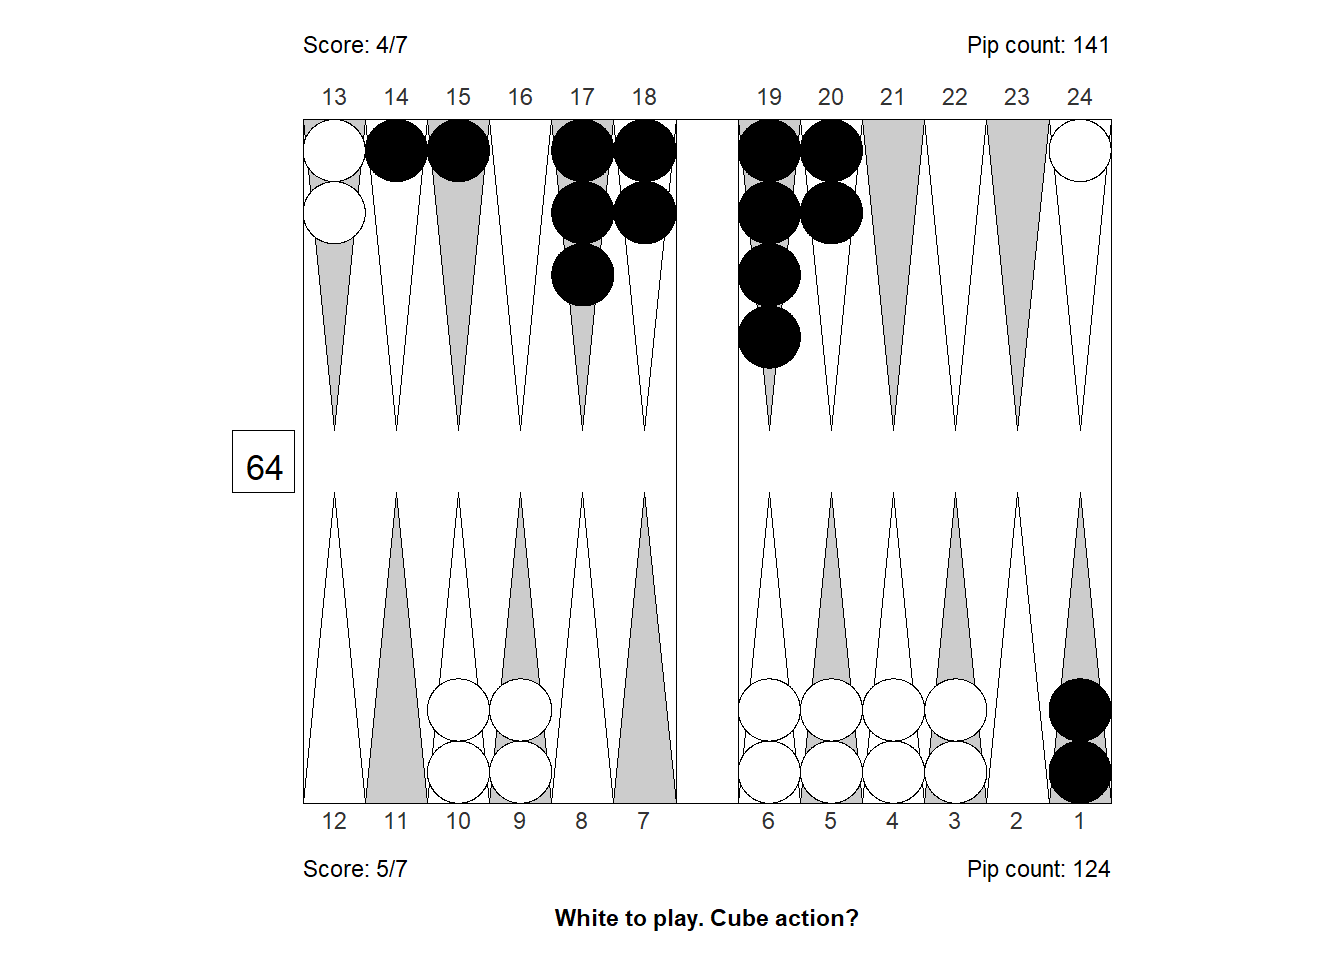 Score: 4/7 Pip count: 141
13 14 15 16 17 18 19 20 21 22 23 24
64
12 11 10 9 8 7 6 5 4 3 2 1
Score: 5/7 Pip count: 124
White to play. Cube action?